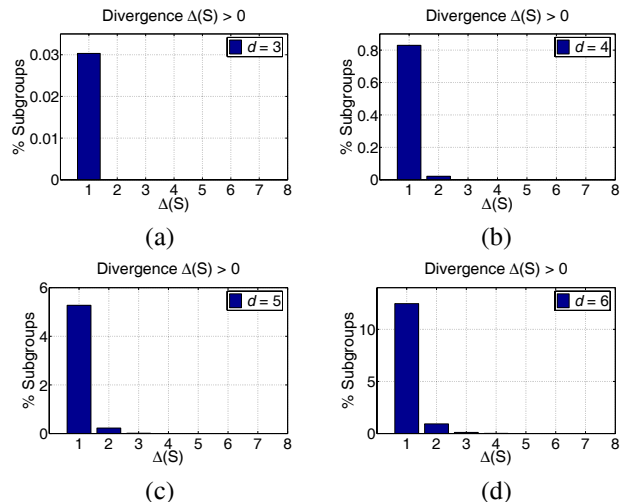 Divergence Δ(S) > 0
d = 3
% Subgroups
0.03
0.02
0.01
0
1 2 3 4 5 6 7 8
Δ(S)
(a)
Divergence Δ(S) > 0
d = 4
% Subgroups
0.8
0.6
0.4
0.2
0
1 2 3 4 5 6 7 8
Δ(S)
(b)
Divergence Δ(S) > 0
d = 5
% Subgroups
6
4
2
0
1 2 3 4 5 6 7 8
Δ(S)
(c)
Divergence Δ(S) > 0
d = 6
% Subgroups
10
5
0
1 2 3 4 5 6 7 8
Δ(S)
(d)